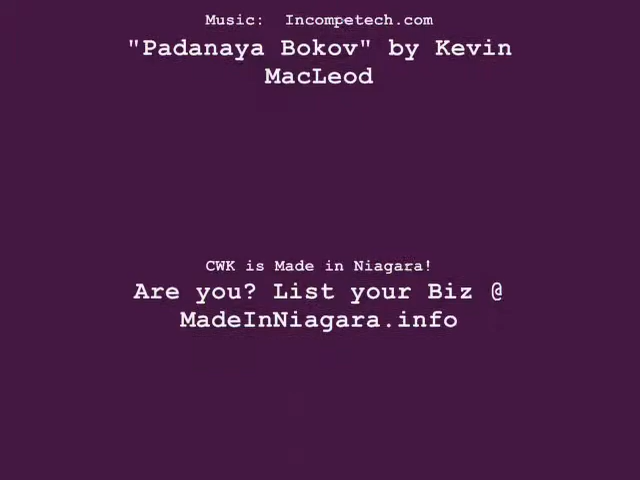 Music:  Incompetech.com
"Padanaya Bokov" by Kevin
MacLeod
CWK is Made in Niagara!
Are you? List your Biz @
MadeInNiagara.info